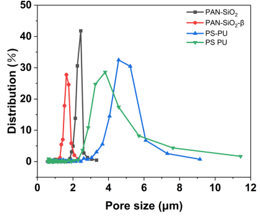 50
40
30
20
10
0
Distribution (%)
PAN-SiO₂
PAN-SiO₂-β
PS-PU
PS PU
0 2 4 6 8 10 12
Pore size (μm)